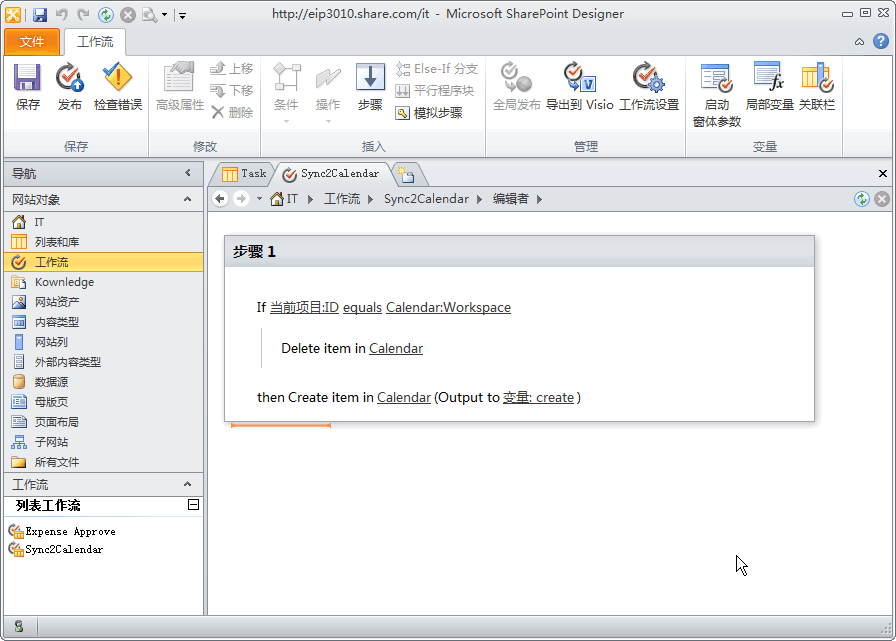 http://eip3010.share.com/it - Microsoft SharePoint Designer
文件 工作流
保存 发布 检查错误 高级属性 上移 下移 删除 条件 操作 步骤 Else-If 分支 平行程序块 模拟步骤 全局发布 导出到 Visio 工作流设置 启动窗体参数 局部变量 关联栏
保存 修改 插入 管理 变量
导航
网站对象
IT
列表和库
工作流
Kownledge
网站资产
内容类型
网站列
外部内容类型
数据源
母版页
页面布局
子网站
所有文件
工作流
列表工作流
Expense Approve
Sync2Calendar
Task Sync2Calendar
IT 工作流 Sync2Calendar 编辑者
步骤 1
If 当前项目:ID equals Calendar:Workspace
Delete item in Calendar
then Create item in Calendar (Output to 变量: create )